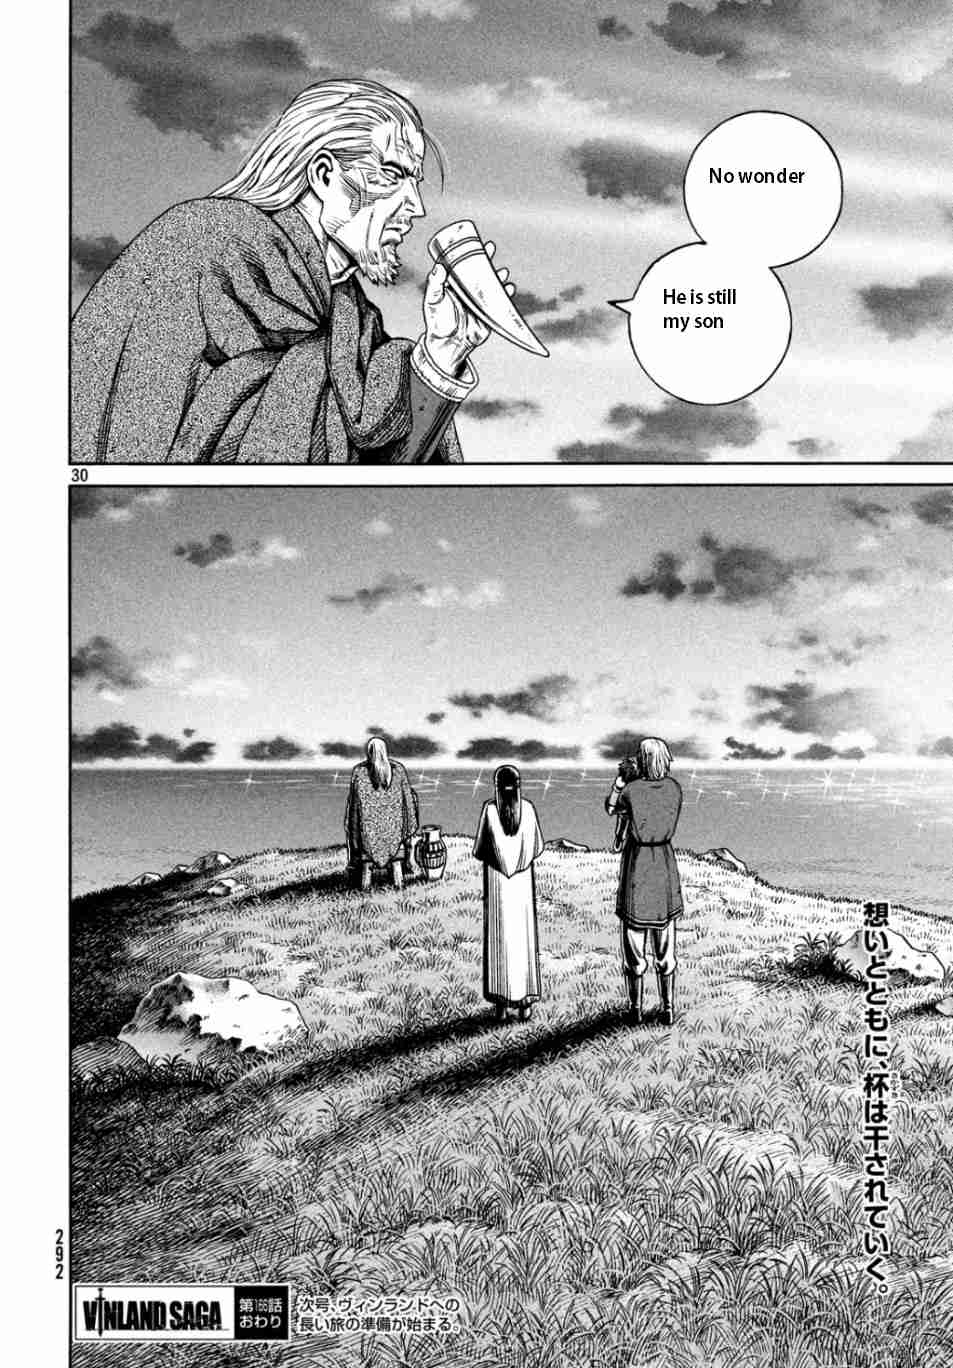 No wonder
He is still
my son
30
想いとともに、杯は干されていく。
292
VINLAND SAGA
第166話
おわり
次号、ヴィンランドへの
長い旅の準備が始まる。